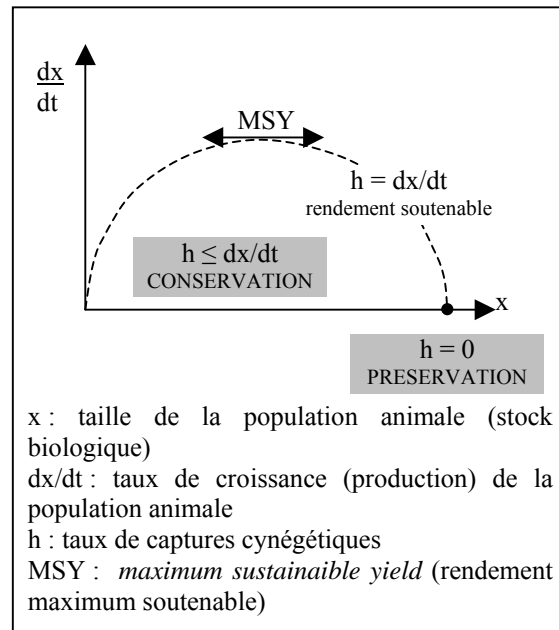 dx
dt
MSY
h = dx/dt
rendement soutenable
h ≤ dx/dt
CONSERVATION
x
h = 0
PRESERVATION
x : taille de la population animale (stock
biologique)
dx/dt : taux de croissance (production) de la
population animale
h : taux de captures cynégétiques
MSY : maximum sustainaible yield (rendement
maximum soutenable)